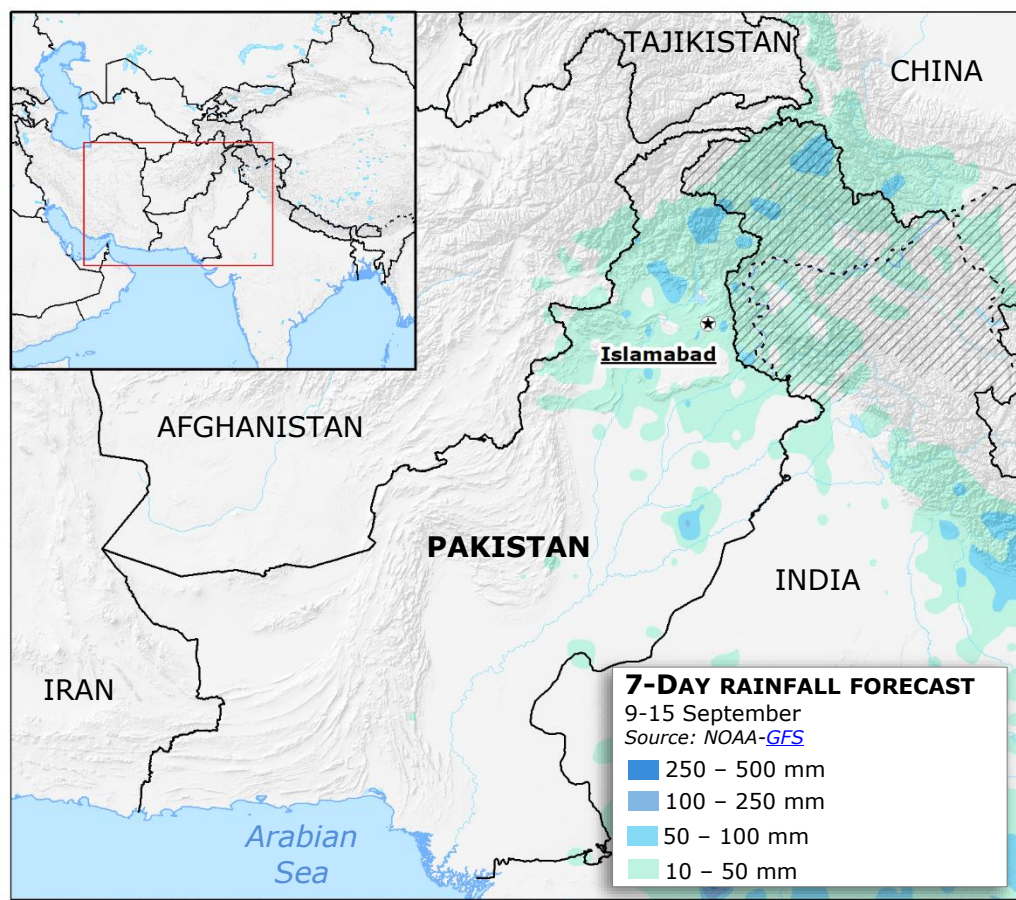 TAJIKISTAN
CHINA
Islamabad
AFGHANISTAN
PAKISTAN
INDIA
IRAN
Arabian
Sea
7-DAY RAINFALL FORECAST
9-15 September
Source: NOAA-GFS
250 – 500 mm
100 – 250 mm
50 – 100 mm
10 – 50 mm